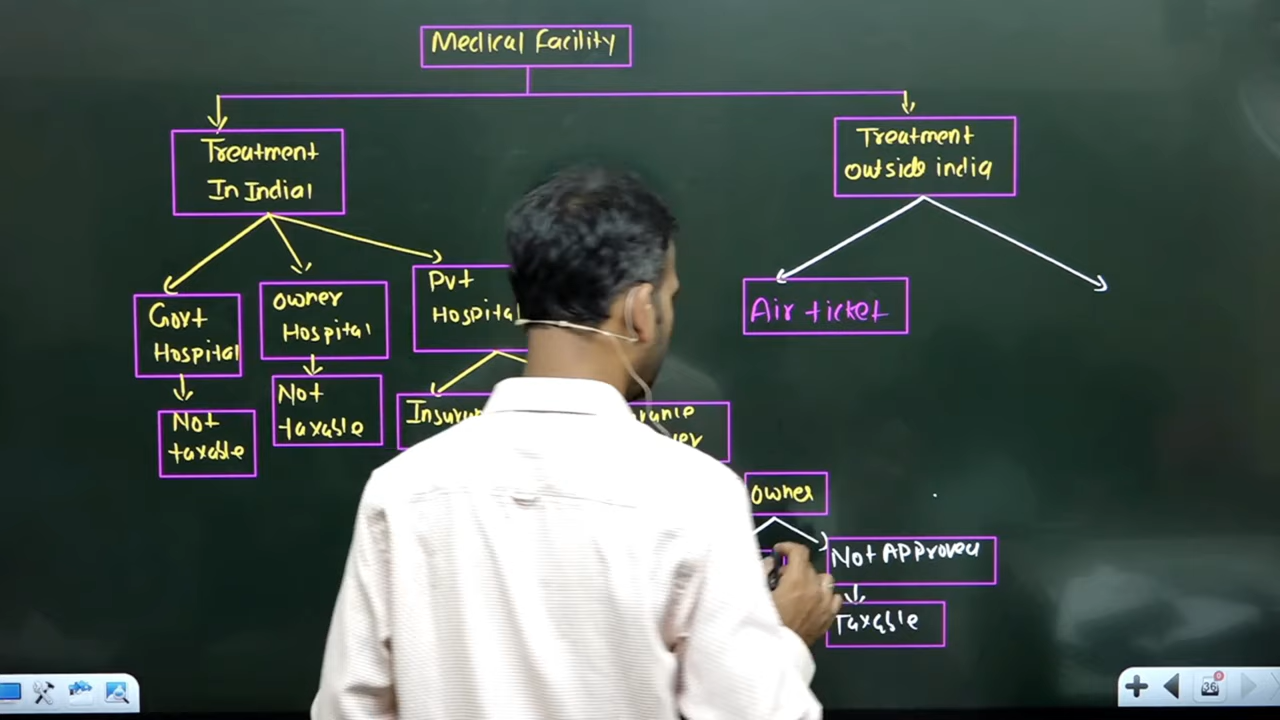 Medical Facility
Treatment
In India
Treatment
outside india
Govt
Hospital
Not
taxable
owner
Hospital
Not
taxable
Pvt
Air ticket
owner
Not APProved
Taxable
36